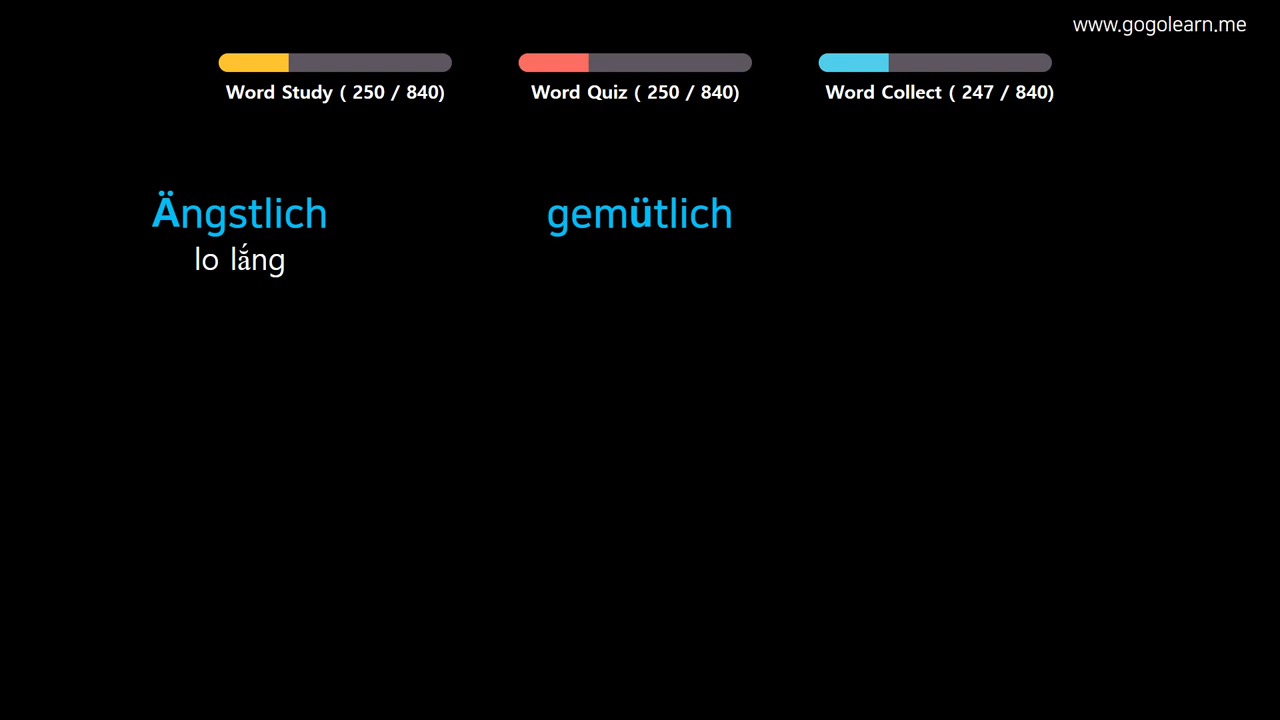 www.gogolearn.me
Word Study ( 250 / 840)
Word Quiz ( 250 / 840)
Word Collect ( 247 / 840)
Ängstlich
lo lắng
gemütlich